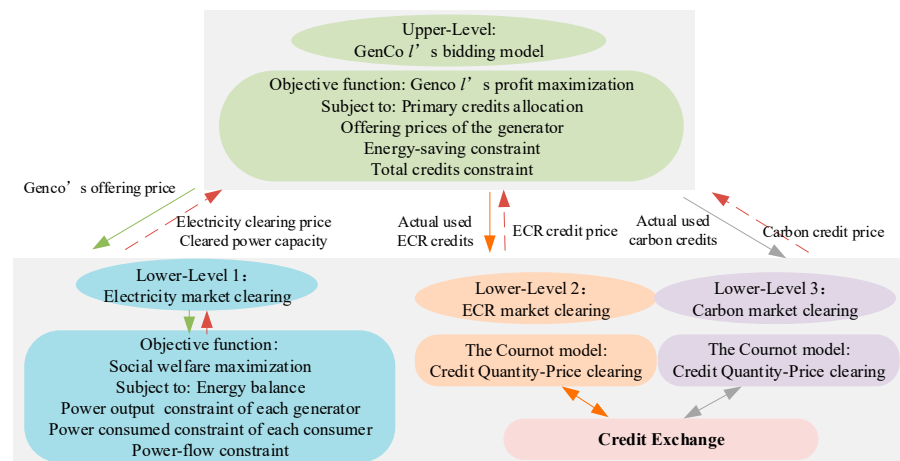 Upper-Level:
GenCo l’s bidding model
Objective function: Genco l’s profit maximization
Subject to: Primary credits allocation
Offering prices of the generator
Energy-saving constraint
Total credits constraint
Genco’s offering price
Electricity clearing price
Cleared power capacity
Actual used
ECR credits
ECR credit price
Actual used
carbon credits
Carbon credit price
Lower-Level 1：
Electricity market clearing
Objective function:
Social welfare maximization
Subject to: Energy balance
Power output constraint of each generator
Power consumed constraint of each consumer
Power-flow constraint
Lower-Level 2：
ECR market clearing
The Cournot model:
Credit Quantity-Price clearing
Lower-Level 3：
Carbon market clearing
The Cournot model:
Credit Quantity-Price clearing
Credit Exchange